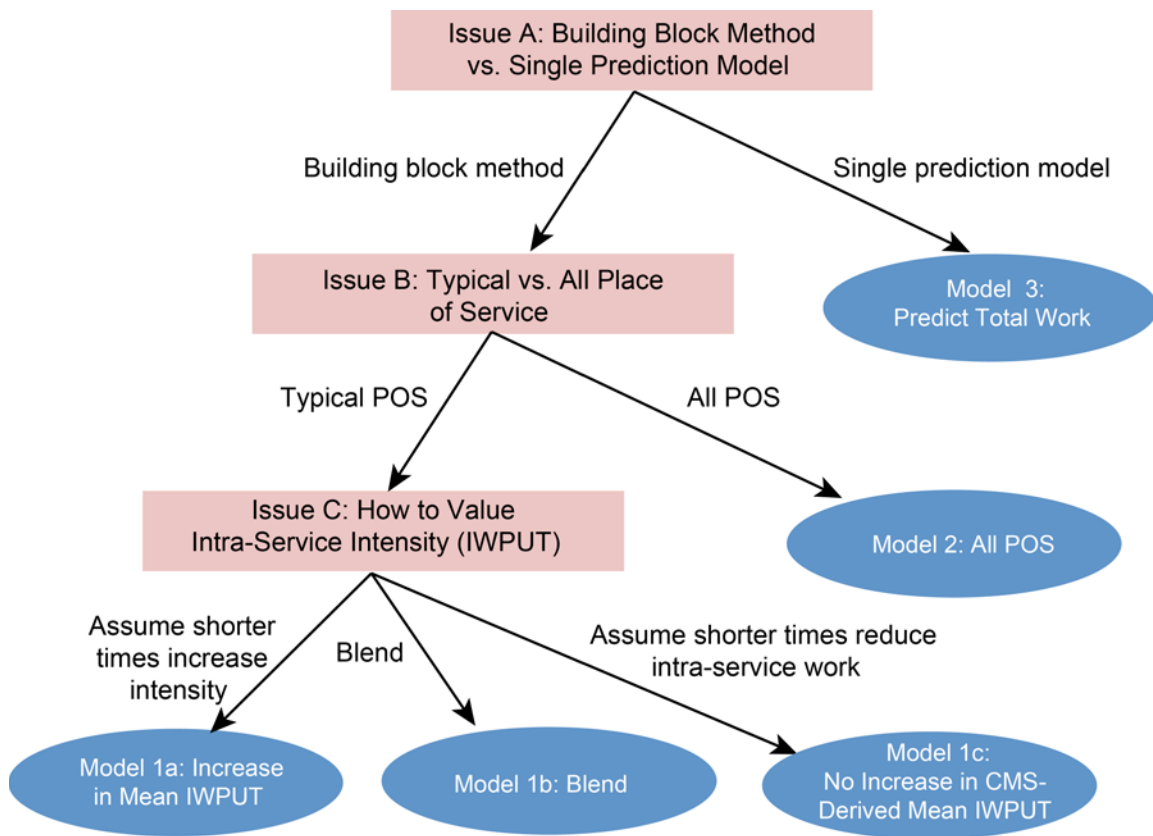 Issue A: Building Block Method
vs. Single Prediction Model
Building block method
Single prediction model
Issue B: Typical vs. All Place
of Service
Model 3:
Predict Total Work
Typical POS
All POS
Issue C: How to Value
Intra-Service Intensity (IWPUT)
Model 2: All POS
Assume shorter
times increase
intensity
Blend
Assume shorter times reduce
intra-service work
Model 1a: Increase
in Mean IWPUT
Model 1b: Blend
Model 1c:
No Increase in CMS-
Derived Mean IWPUT